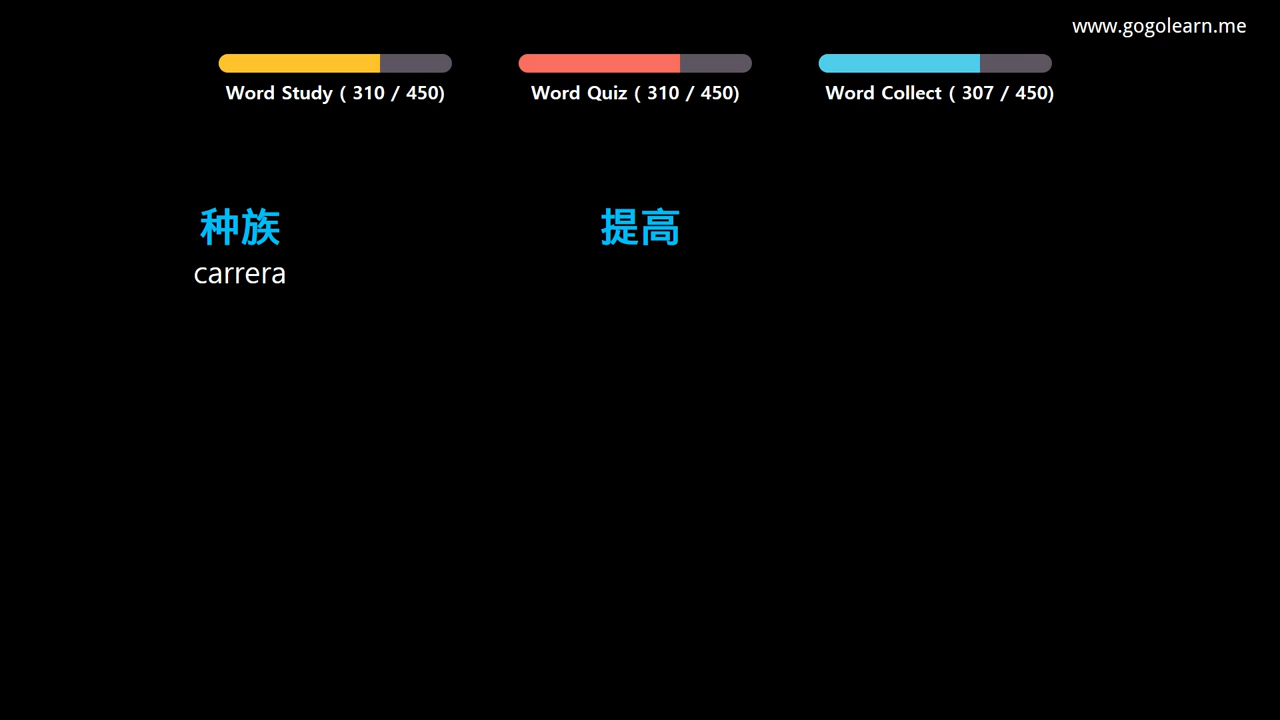 www.gogolearn.me
Word Study ( 310 / 450)
Word Quiz ( 310 / 450)
Word Collect ( 307 / 450)
种族
提高
carrera